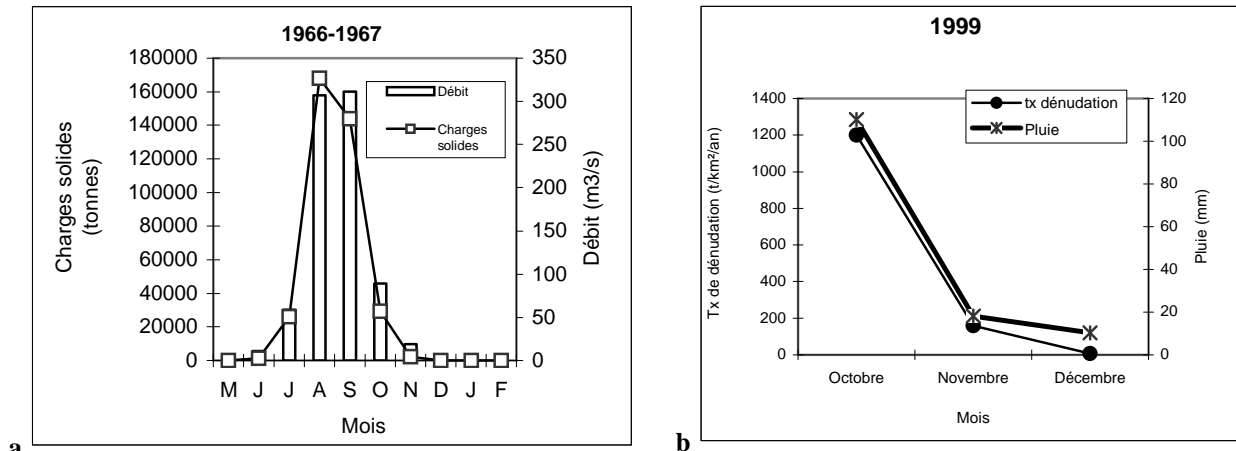 1966-1967
180000
160000
140000
120000
100000
80000
60000
40000
20000
0
Charges solides
(tonnes)
350
300
250
200
150
100
50
0
Débit (m3/s)
Débit
Charges
solides
M J J A S O N D J F
Mois
a
1999
1400
1200
1000
800
600
400
200
0
Tx de dénudation (t/km²/an)
120
100
80
60
40
20
0
Pluie (mm)
tx dénudation
Pluie
Octobre Novembre Décembre
Mois
b